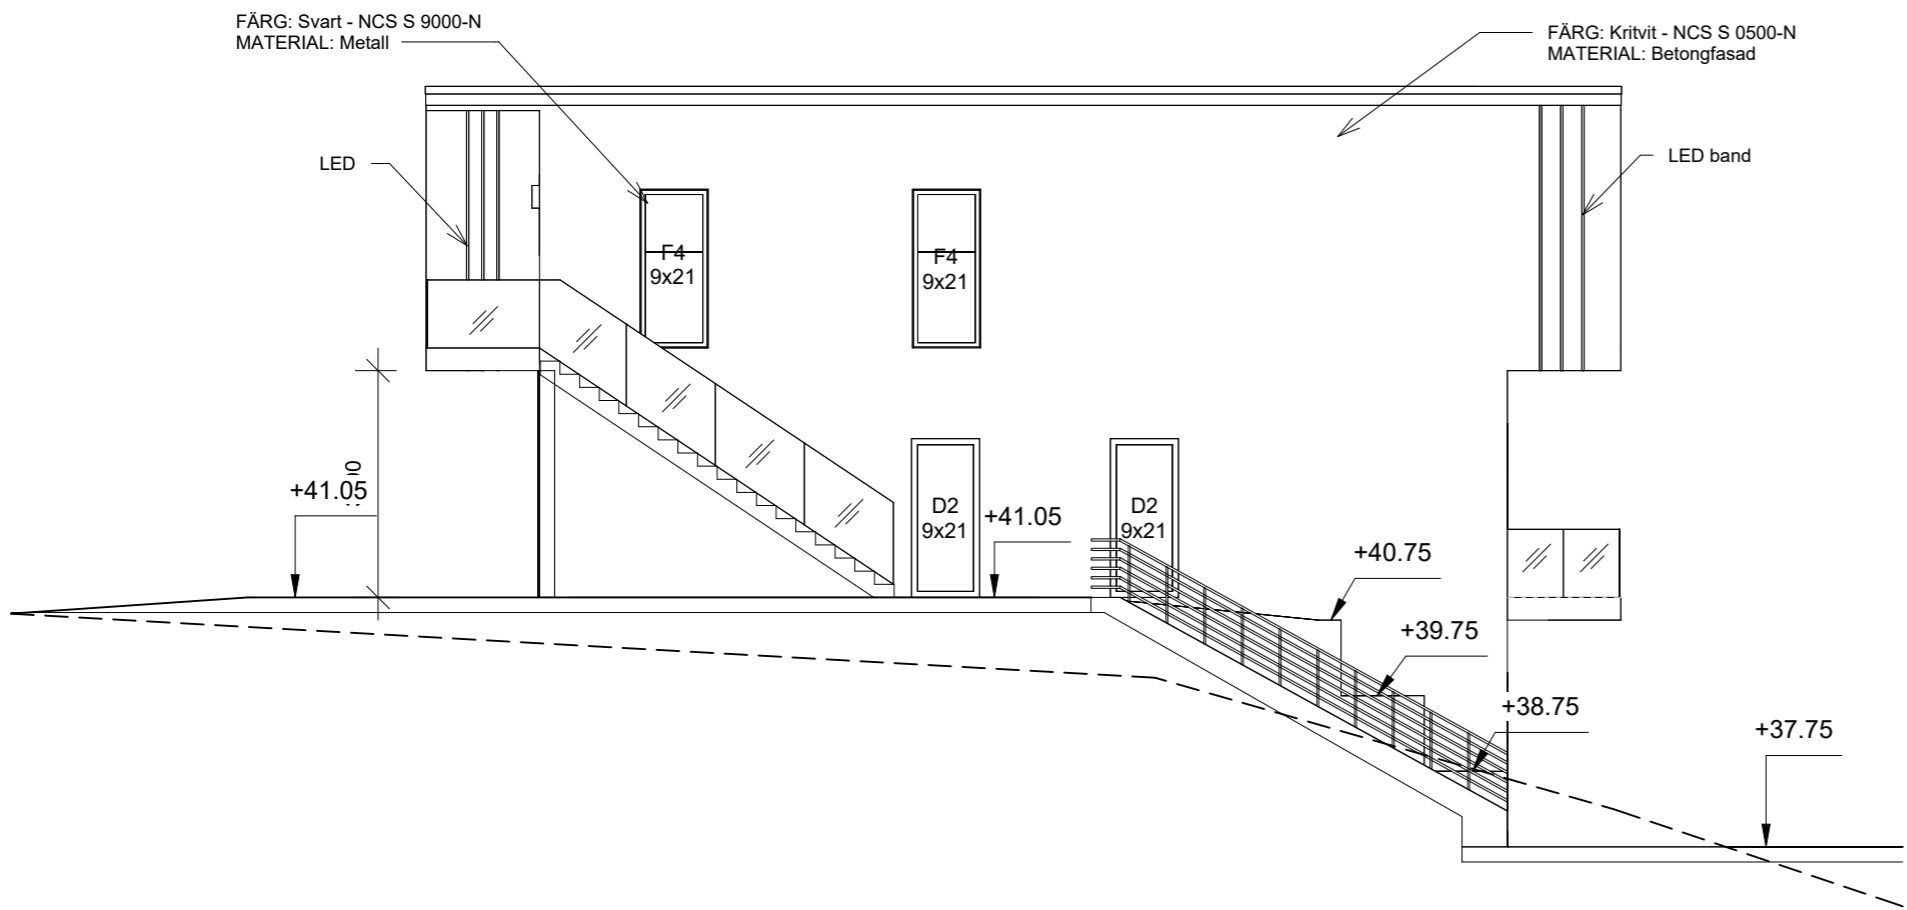 FÄRG: Svart - NCS S 9000-N
MATERIAL: Metall
FÄRG: Kritvit - NCS S 0500-N
MATERIAL: Betongfasad
LED
LED band
F4
9x21
F4
9x21
+41.05
D2
9x21
+41.05
D2
9x21
+40.75
+39.75
+38.75
+37.75